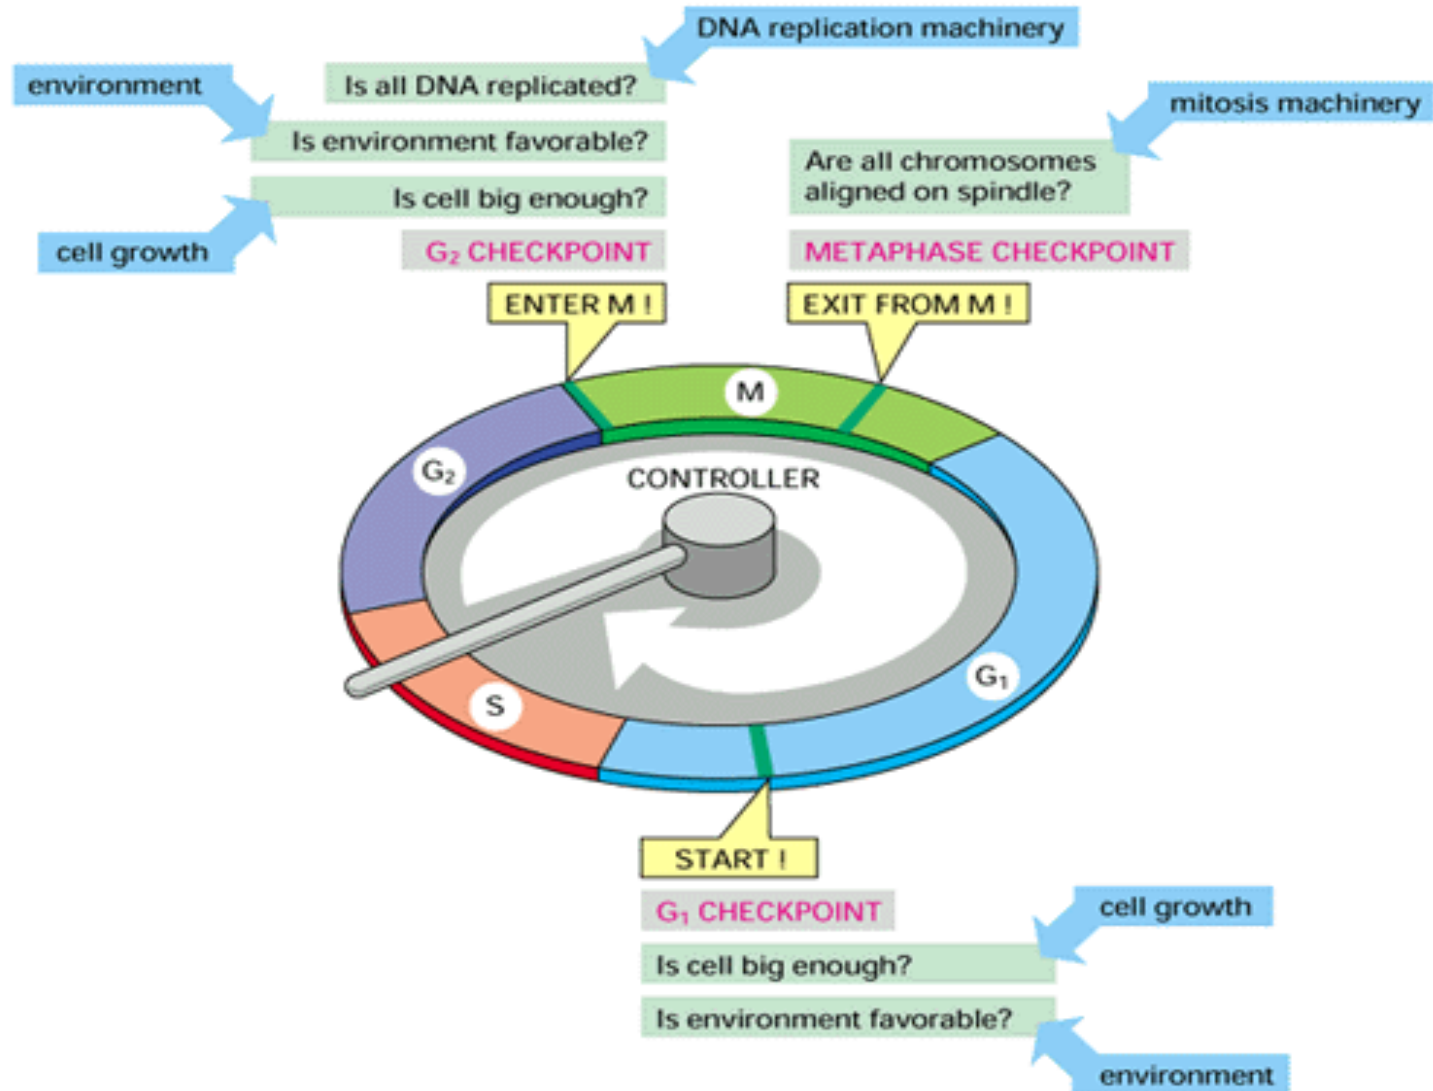 DNA replication machinery
environment
Is all DNA replicated?
mitosis machinery
Is environment favorable?
Are all chromosomes
aligned on spindle?
Is cell big enough?
cell growth
G₂ CHECKPOINT
METAPHASE CHECKPOINT
ENTER M !
EXIT FROM M !
M
G₂
CONTROLLER
G₁
S
START !
G₁ CHECKPOINT
cell growth
Is cell big enough?
Is environment favorable?
environment